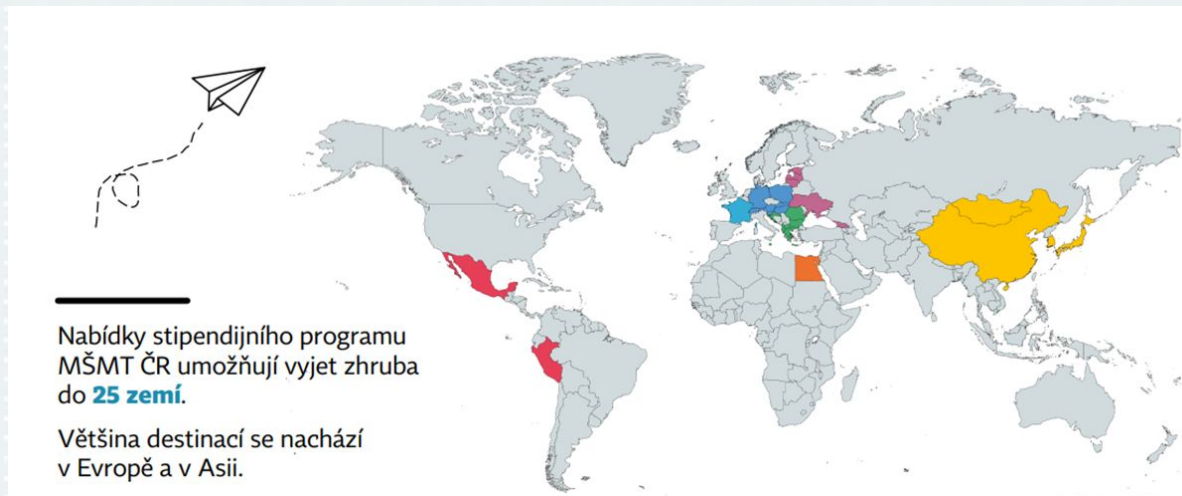 Nabídky stipendijního programu
MŠMT ČR umožňují vyjet zhruba
do 25 zemí.
Většina destinací se nachází
v Evropě a v Asii.